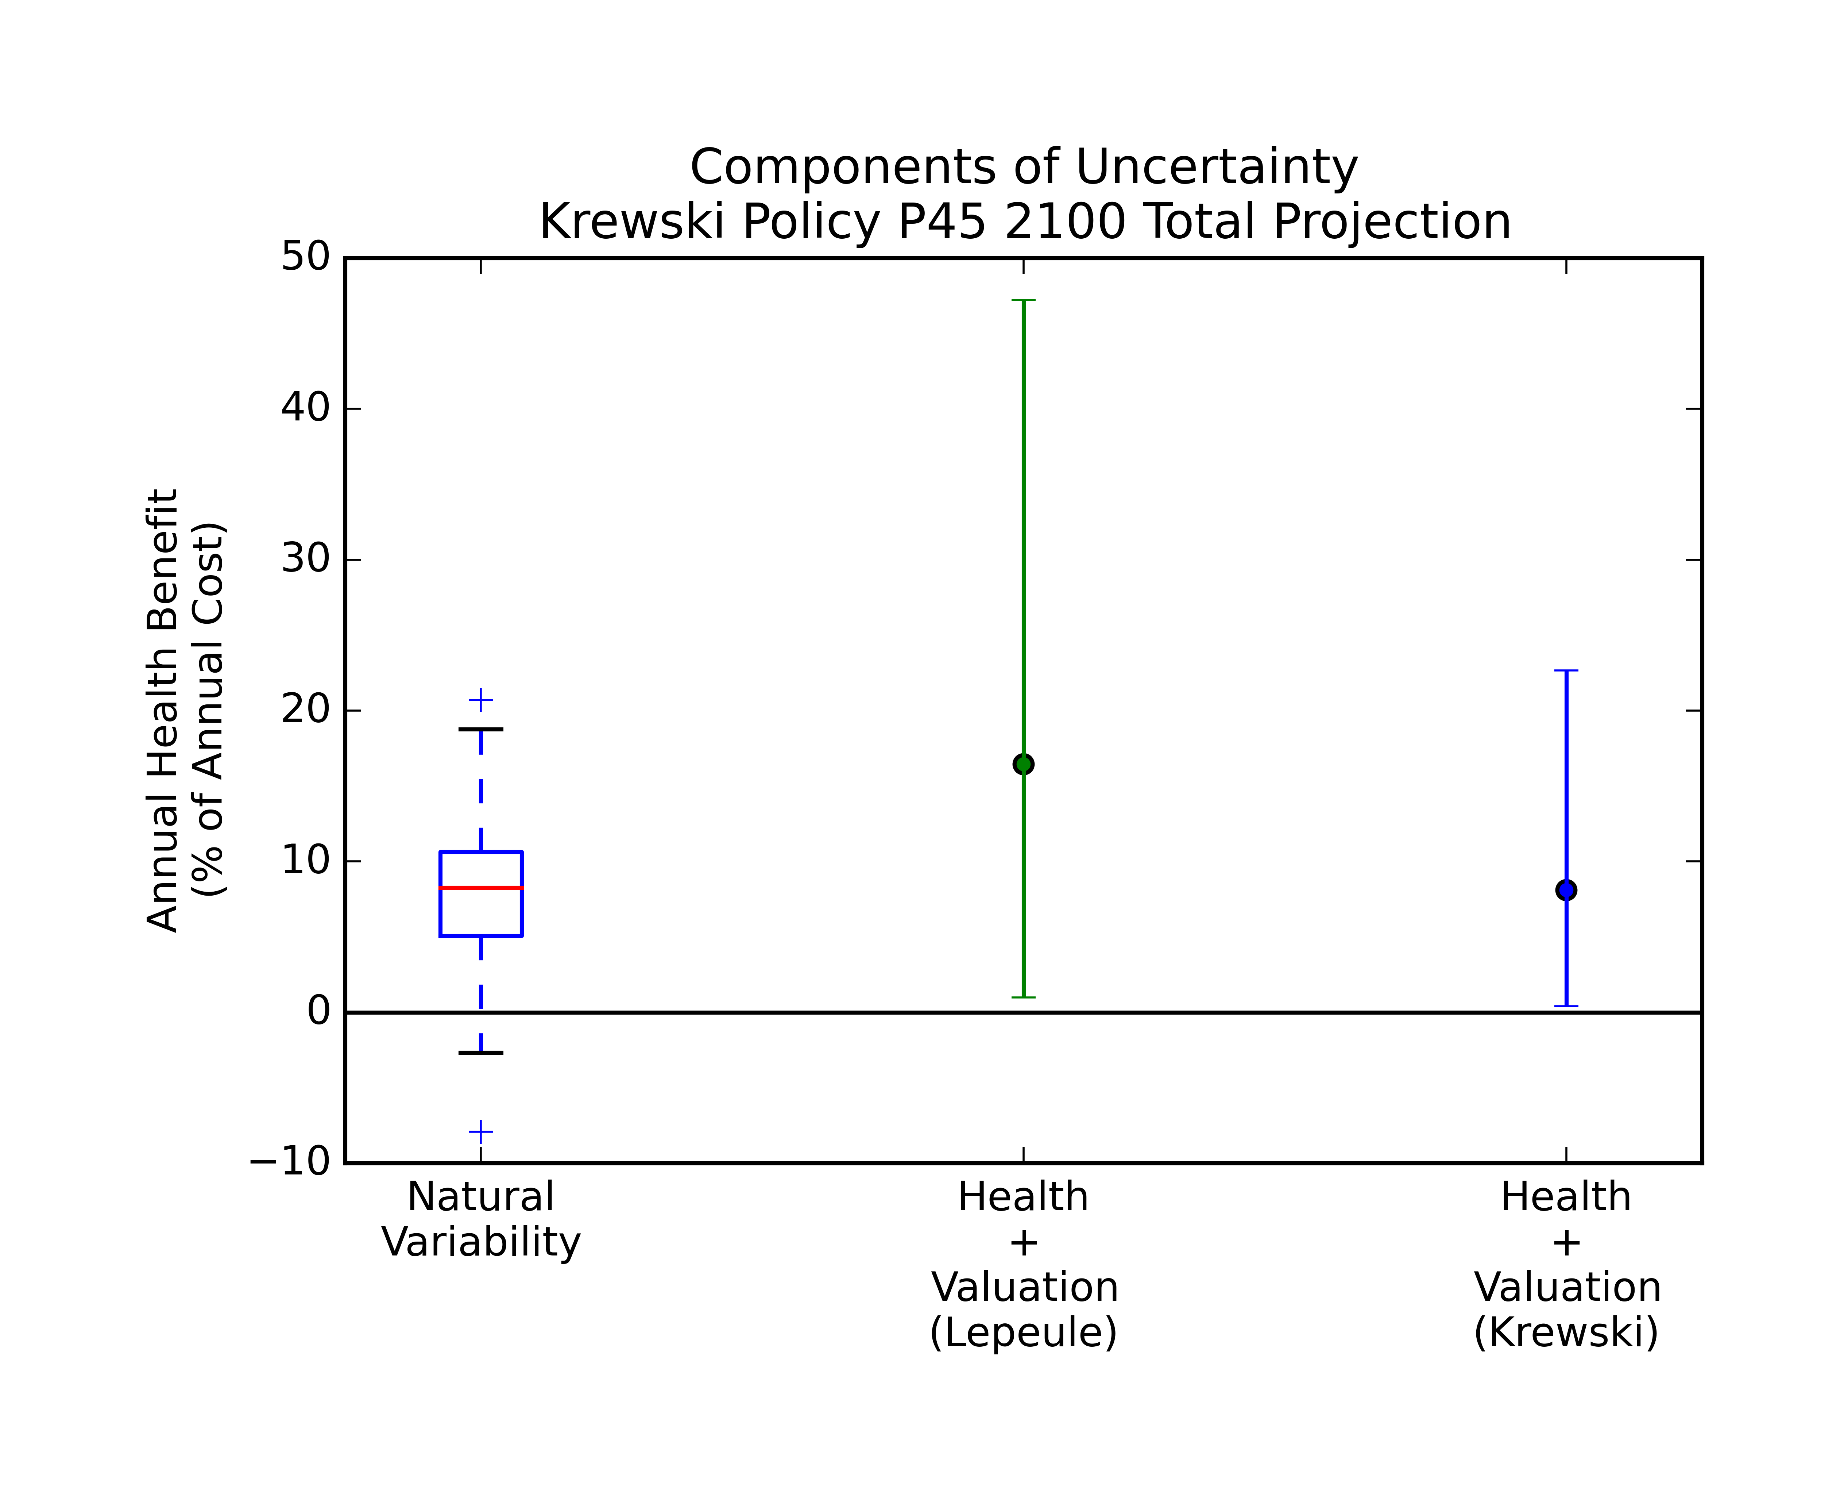 Components of Uncertainty
Krewski Policy P45 2100 Total Projection
Annual Health Benefit
(% of Annual Cost)
50
40
30
20
10
0
−10
Natural
Variability
Health
+
Valuation
(Lepeule)
Health
+
Valuation
(Krewski)